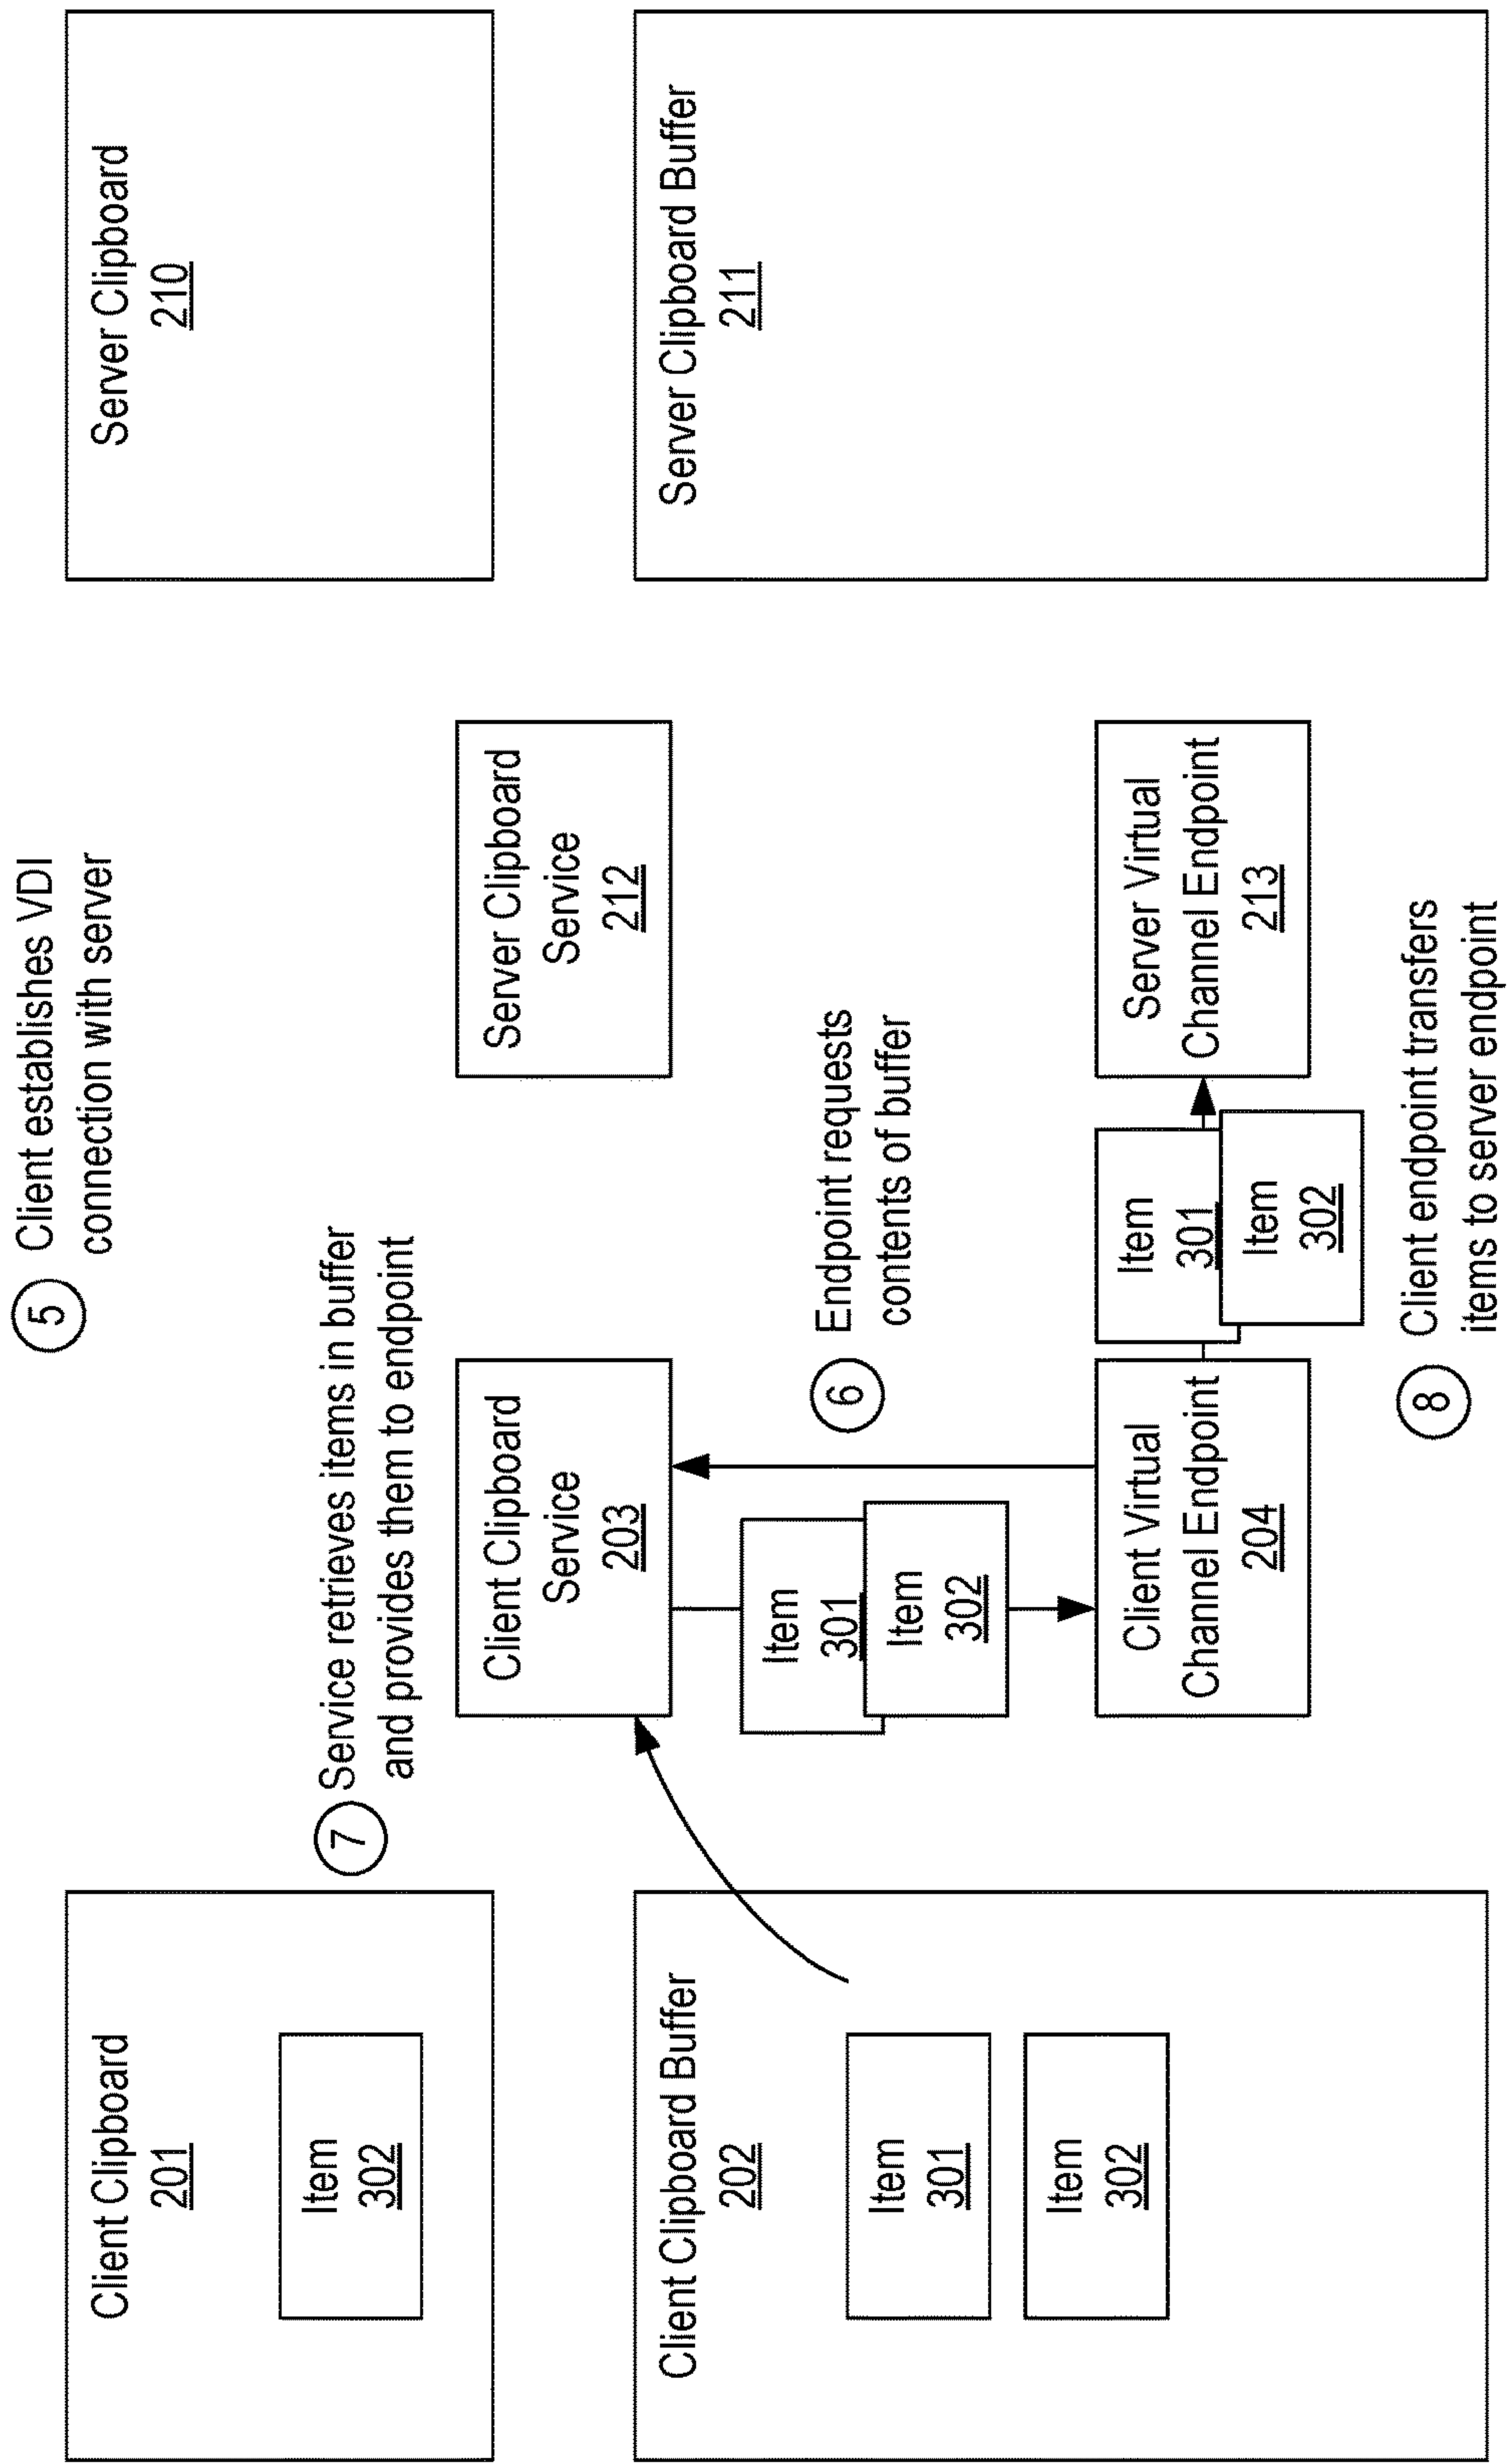 5
Client establishes VDI
connection with server
7
Service retrieves items in buffer
and provides them to endpoint
Client Clipboard
201
Item
302
Server Clipboard
210
Client Clipboard
Service
203
Server Clipboard
Service
212
Client Clipboard Buffer
202
Item
301
Item
302
Item
301
Item
302
6
Endpoint requests
contents of buffer
Server Clipboard Buffer
211
Client Virtual
Channel Endpoint
204
Item
301
Item
302
Server Virtual
Channel Endpoint
213
8
Client endpoint transfers
items to server endpoint